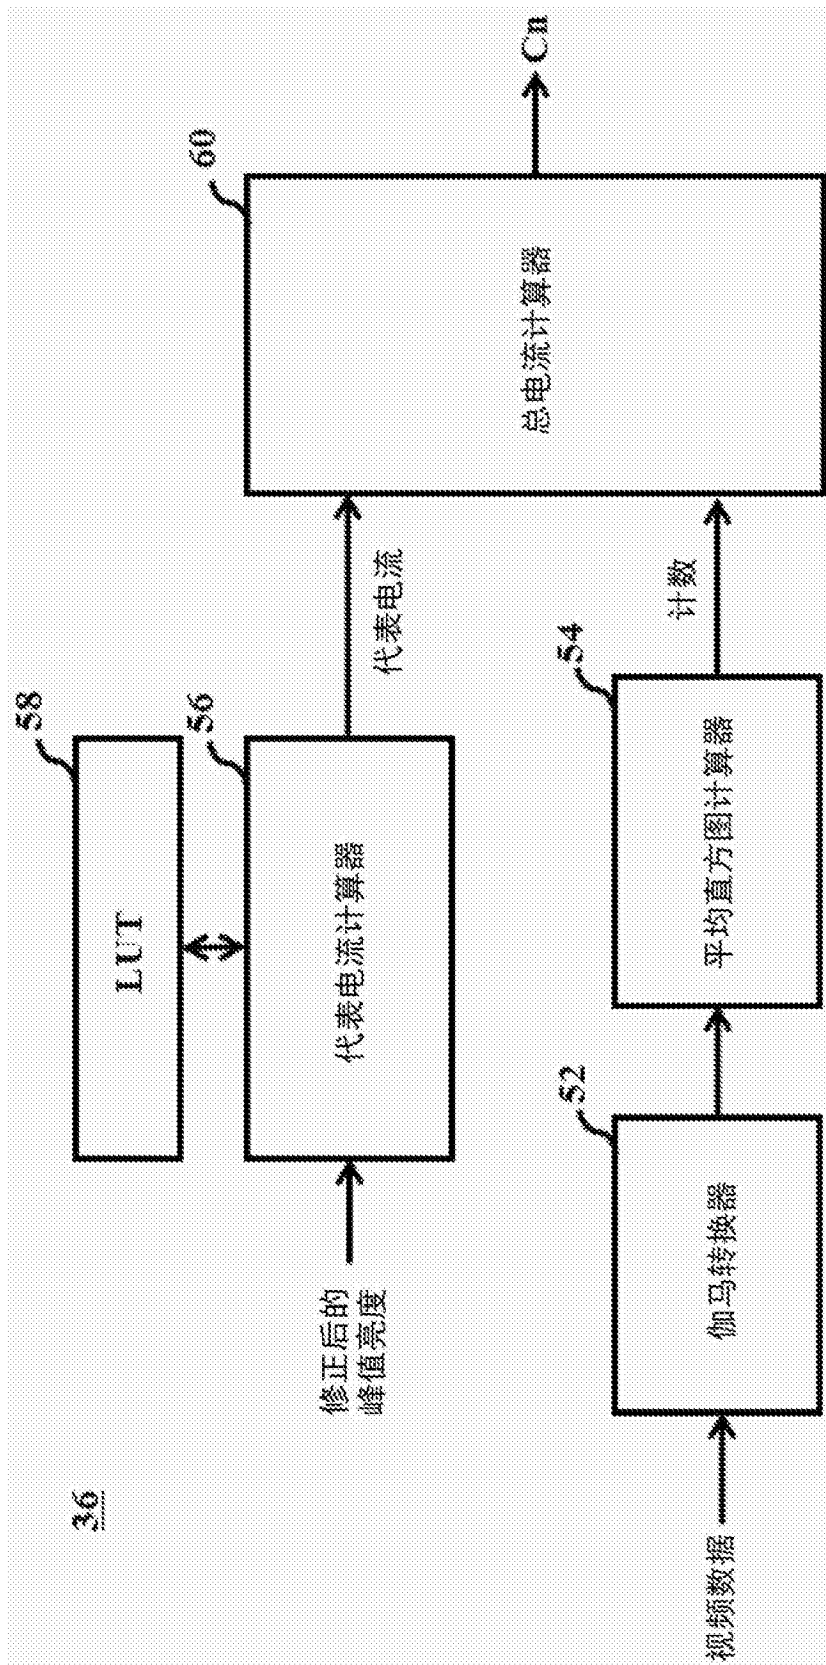 36
58
LUT
56
修正后的
峰值亮度
代表电流计算器
代表电流
60
总电流计算器
Cn
视频数据
52
伽马转换器
54
平均直方图计算器
计数